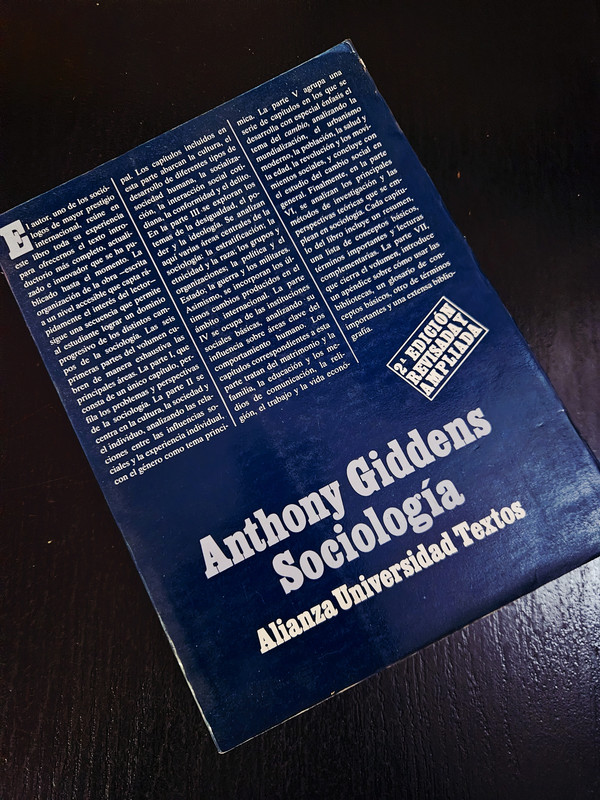 El autor, uno de los soció-
logos de mayor prestigio
internacional, reúne en
este libro toda su experiencia
para ofrecernos el texto intro-
ductorio más completo, actuali-
zado e innovador que se ha pu-
blicado hasta el momento. La
organización de la obra —escrita
a un nivel accesible que capta rá-
pidamente el interés del lector—
sigue una secuencia que permite
al estudiante lograr un dominio
progresivo de los distintos cam-
pos de la sociología. Las seis
primeras partes del volumen cu-
bren de manera exhaustiva las
principales áreas. La parte I, que
consta de un único capítulo, per-
fila los problemas y perspectivas
de la sociología. La parte II se
centra en la cultura, la sociedad y
el individuo, analizando las rela-
ciones entre las influencias so-
ciales y la experiencia individual,
con el género como tema princi-
pal. Los capítulos incluidos en
esta parte abordan la cultura, el
desarrollo de diferentes tipos de
sociedad humana, la socializa-
ción, la interacción social coti-
diana, la conformidad y el delito.
En la parte III se exploran los
temas de la desigualdad, el po-
der y la ideología. Se analizan
aquí varias áreas centrales de la
sociología: la estratificación, la
etnicidad y la raza; los grupos y
organizaciones; la política y el
Estado; la guerra y los militares.
Asimismo, se incorporan los úl-
timos cambios producidos en el
ámbito internacional. La parte
IV se ocupa de las instituciones
sociales básicas, analizando su
influencia sobre áreas clave del
comportamiento humano. Los
capítulos correspondientes a esta
parte tratan del matrimonio y la
familia, la educación y los me-
dios de comunicación, la reli-
gión, el trabajo y la vida econó-
mica. La parte V agrupa una
serie de capítulos en los que se
desarrolla con especial énfasis el
tema del cambio, analizando la
mundialización, el urbanismo
moderno, la población, la salud y
la edad, la revolución y los movi-
mientos sociales, y concluye con
el estudio del cambio social en
general. Finalmente, en la parte
VI, se analizan los principales
métodos de investigación y las
perspectivas teóricas que se em-
plean en sociología. Cada capítu-
lo del libro incluye un resumen,
una lista de conceptos básicos,
términos importantes y lecturas
complementarias. La parte VII,
que cierra el volumen, introduce
un apéndice sobre cómo usar las
bibliotecas, un glosario de con-
ceptos básicos, otro de términos
importantes y una extensa biblio-
grafía.
2.ª EDICIÓN
REVISADA Y
AMPLIADA
Anthony Giddens
Sociología
Alianza Universidad Textos